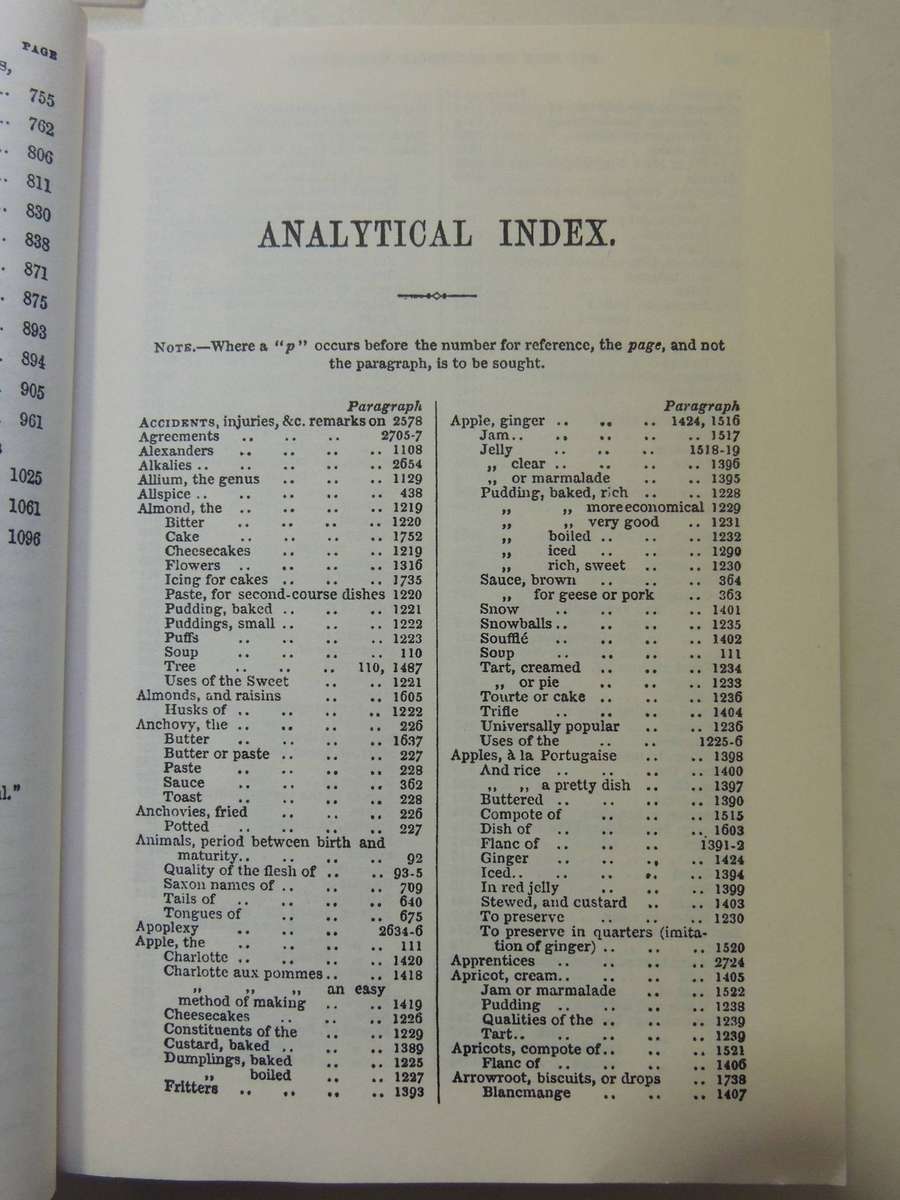 PAGE
s,
.. 755
.. 762
.. 806
.. 811
. 830
. 838
. 871
. 875
. 893
. 894
. 905
. 961
1025
1061
1096
al."
ANALYTICAL INDEX.
NOTE.—Where a "p" occurs before the number for reference, the page, and not
the paragraph, is to be sought.
Paragraph
ACCIDENTS, injuries, &c. remarks on 2578
Agreements .. .. .. 2705-7
Alexanders .. .. .. .. 1108
Alkalies .. .. .. .. .. 2654
Allium, the genus .. .. .. 1129
Allspice .. .. .. .. .. 438
Almond, the .. .. .. .. 1219
Bitter .. .. .. .. 1220
Cake .. .. .. .. 1752
Cheesecakes .. .. .. 1219
Flowers .. .. .. .. 1316
Icing for cakes .. .. .. 1735
Paste, for second-course dishes 1220
Pudding, baked .. .. .. 1221
Puddings, small .. .. .. 1222
Puffs .. .. .. .. 1223
Soup .. .. .. .. 110
Tree .. .. .. 110, 1487
Uses of the Sweet .. .. 1221
Almonds, and raisins .. .. 1605
Husks of .. .. .. .. 1222
Anchovy, the .. .. .. .. 226
Butter .. .. .. .. 1637
Butter or paste .. .. .. 227
Paste .. .. .. .. 228
Sauce .. .. .. .. 362
Toast .. .. .. .. 228
Anchovies, fried .. .. .. 226
Potted .. .. .. .. 227
Animals, period between birth and
maturity.. .. .. .. 92
Quality of the flesh of .. .. 93-5
Saxon names of .. .. .. 709
Tails of .. .. .. .. 640
Tongues of .. .. .. 675
Apoplexy .. .. .. 2634-6
Apple, the .. .. .. .. 111
Charlotte .. .. .. .. 1420
Charlotte aux pommes .. .. 1418
„ „ „ an easy
method of making .. .. 1419
Cheesecakes .. .. .. 1226
Constituents of the .. .. 1229
Custard, baked .. .. .. 1389
Dumplings, baked .. .. 1225
„ boiled .. .. 1227
Fritters .. .. .. .. 1393
Paragraph
Apple, ginger .. .. .. 1424, 1516
Jam.. .. .. .. .. 1517
Jelly .. .. .. 1518-19
„ clear .. .. .. .. 1396
„ or marmalade .. .. 1395
Pudding, baked, rich .. .. 1228
„ „ more economical 1229
„ „ very good .. 1231
„ boiled .. .. .. 1232
„ iced .. .. .. 1290
„ rich, sweet .. .. 1230
Sauce, brown .. .. .. 364
„ for geese or pork .. 363
Snow .. .. .. .. 1401
Snowballs .. .. .. .. 1235
Soufflé .. .. .. .. 1402
Soup .. .. .. .. 111
Tart, creamed .. .. .. 1234
„ or pie .. .. .. 1233
Tourte or cake .. .. .. 1236
Trifle .. .. .. .. 1404
Universally popular .. .. 1236
Uses of the .. .. 1225-6
Apples, à la Portugaise .. .. 1398
And rice .. .. .. .. 1400
„ „ a pretty dish .. .. 1397
Buttered .. .. .. .. 1390
Compote of .. .. .. 1515
Dish of .. .. .. .. 1603
Flanc of .. .. .. 1391-2
Ginger .. .. .. .. 1424
Iced.. .. .. .. .. 1394
In red jelly .. .. .. 1399
Stewed, and custard .. .. 1403
To preserve .. .. .. 1230
To preserve in quarters (imita-
tion of ginger) .. .. .. 1520
Apprentices .. .. .. .. 2724
Apricot, cream.. .. .. .. 1405
Jam or marmalade .. .. 1522
Pudding .. .. .. .. 1238
Qualities of the .. .. .. 1239
Tart.. .. .. .. .. 1239
Apricots, compote of.. .. .. 1521
Flanc of .. .. .. .. 1406
Arrowroot, biscuits, or drops .. 1738
Blancmange .. .. .. 1407